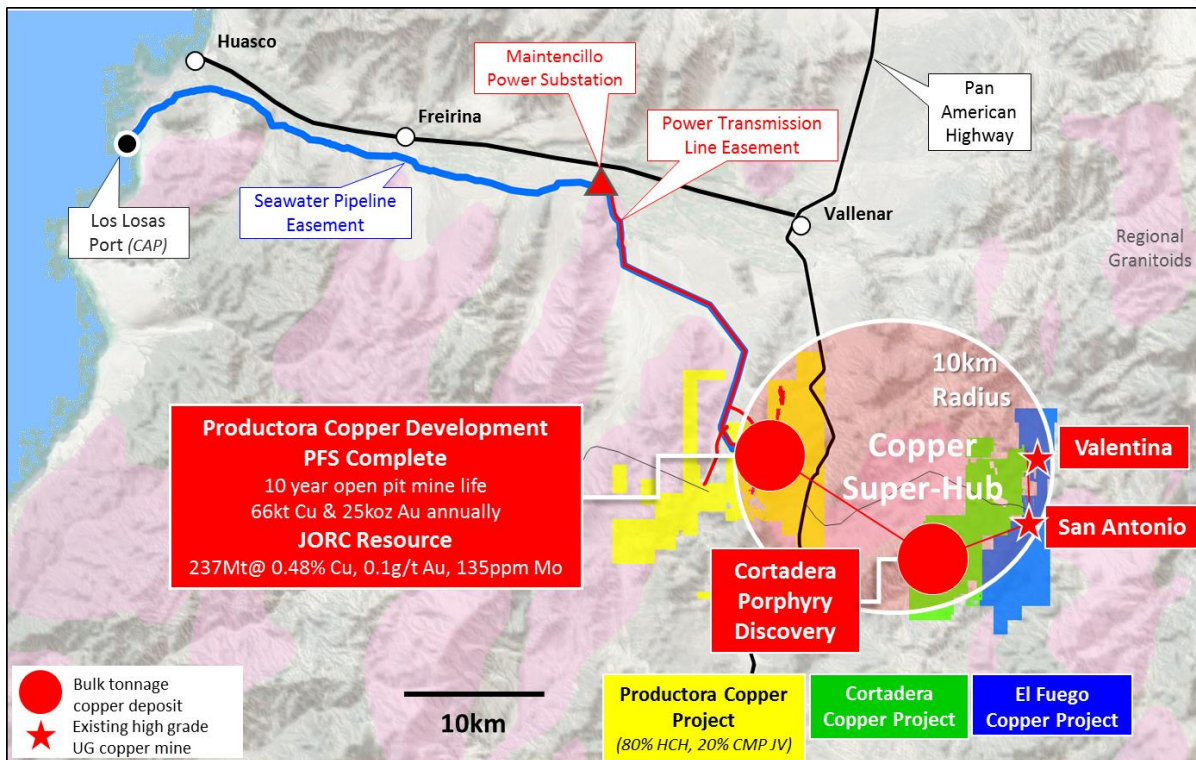 Huasco
Maintencillo
Power Substation
Pan
American
Highway
Freirina
Power Transmission
Line Easement
Seawater Pipeline
Easement
Los Losas
Port (CAP)
Vallenar
Regional
Granitoids
10km
Radius
Copper
Super-Hub
Productora Copper Development
PFS Complete
10 year open pit mine life
66kt Cu & 25koz Au annually
JORC Resource
237Mt@ 0.48% Cu, 0.1g/t Au, 135ppm Mo
Valentina
San Antonio
Cortadera
Porphyry
Discovery
Bulk tonnage
copper deposit
Existing high grade
UG copper mine
10km
Productora Copper
Project
(80% HCH, 20% CMP JV)
Cortadera
Copper Project
El Fuego
Copper Project